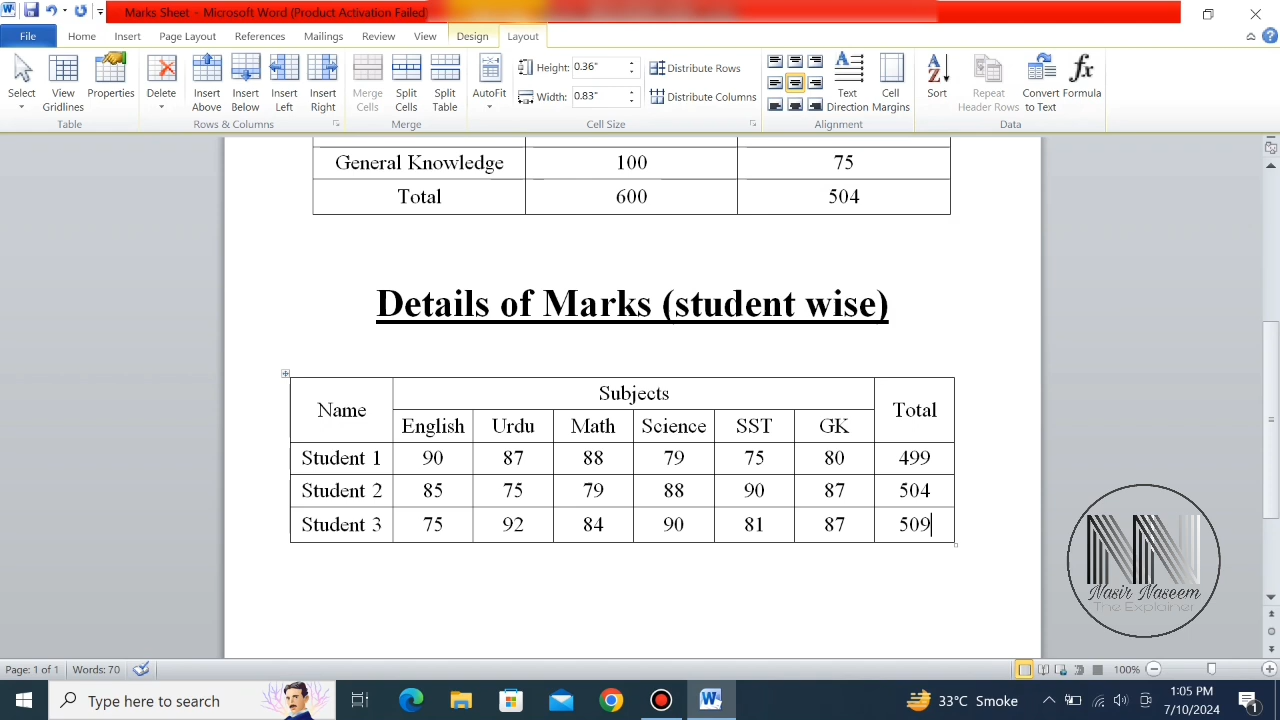 Marks Sheet - Microsoft Word (Product Activation Failed)
File Home Insert Page Layout References Mailings Review View Design Layout
Select
View Gridlines
Properties
Table
Delete
Insert Above
Insert Below
Insert Left
Insert Right
Rows & Columns
Merge Cells
Split Cells
Split Table
Merge
AutoFit
Height: 0.36"
Width: 0.83"
Distribute Rows
Distribute Columns
Cell Size
Text Direction
Cell Margins
Alignment
Sort
Repeat Header Rows
Convert to Text
Formula
Data
General Knowledge 100 75
Total 600 504
Details of Marks (student wise)
Name Subjects Total
English Urdu Math Science SST GK
Student 1 90 87 88 79 75 80 499
Student 2 85 75 79 88 90 87 504
Student 3 75 92 84 90 81 87 509
NN
Nasir Naseem
The Explainer
Page: 1 of 1 Words: 70 100%
Type here to search
33°C Smoke
1:05 PM
7/10/2024
1